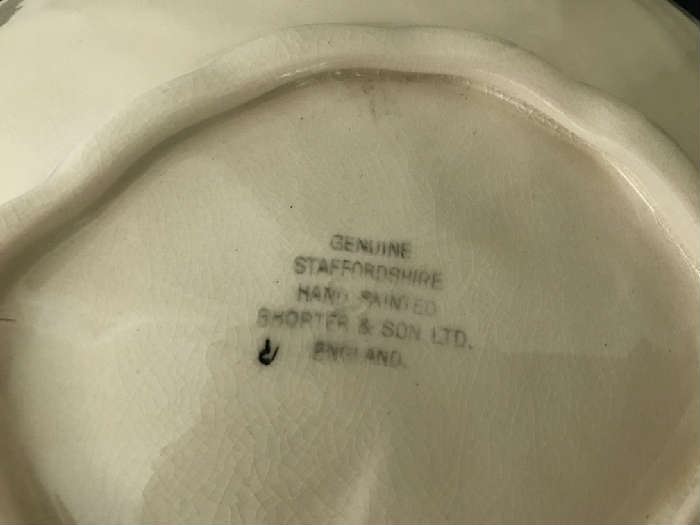 GENUINE
STAFFORDSHIRE
HAND PAINTED
SHORTER & SON LTD.
ENGLAND.